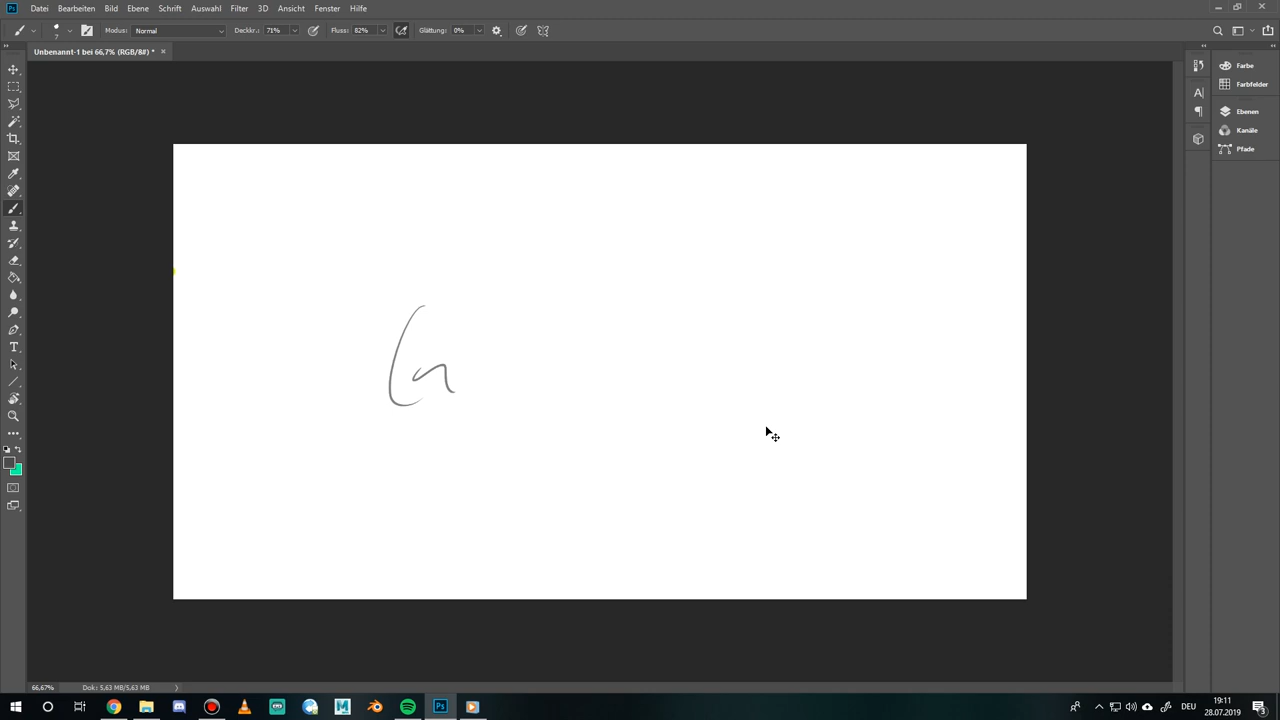 Datei Bearbeiten Bild Ebene Schrift Auswahl Filter 3D Ansicht Fenster Hilfe
7 Modus: Normal Deckkr.: 71% Fluss: 82% Glättung: 0%
Unbenannt-1 bei 66,7% (RGB/8#) * ×
Farbe
Farbfelder
Ebenen
Kanäle
Pfade
66,67% Dok: 5,63 MB/5,63 MB
DEU
19:11
28.07.2019